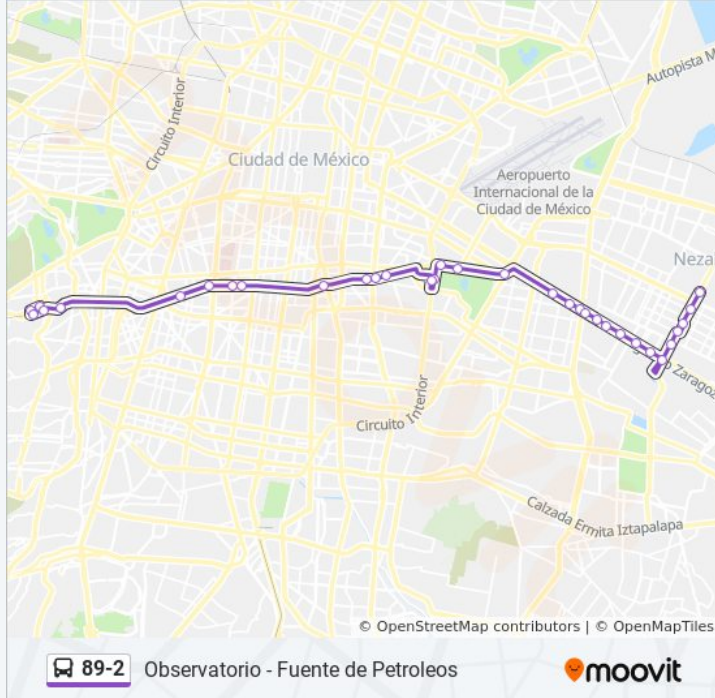 Autopista M
Circuito Interior
Ciudad de México
Aeropuerto
Internacional de la
Ciudad de México
Neza
Zaragoz
Circuito Interior
Calzada Ermita Iztapalapa
© OpenStreetMap contributors | © OpenMapTiles
89-2 Observatorio - Fuente de Petroleos moovit